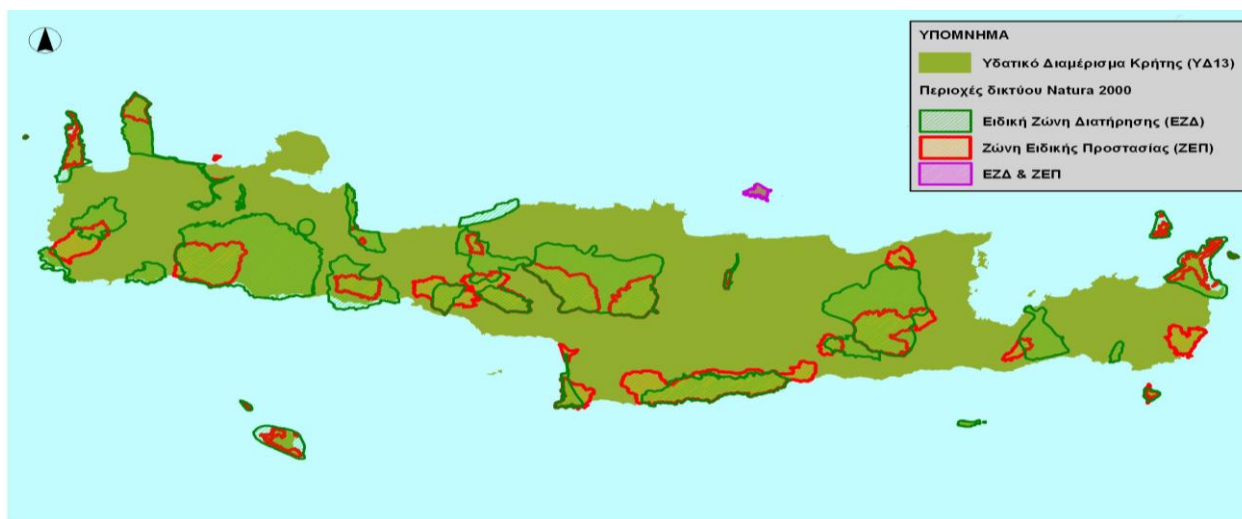 ΥΠΟΜΝΗΜΑ
Υδατικό Διαμέρισμα Κρήτης (ΥΔ13)
Περιοχές δικτύου Natura 2000
Ειδική Ζώνη Διατήρησης (ΕΖΔ)
Ζώνη Ειδικής Προστασίας (ΖΕΠ)
ΕΖΔ & ΖΕΠ